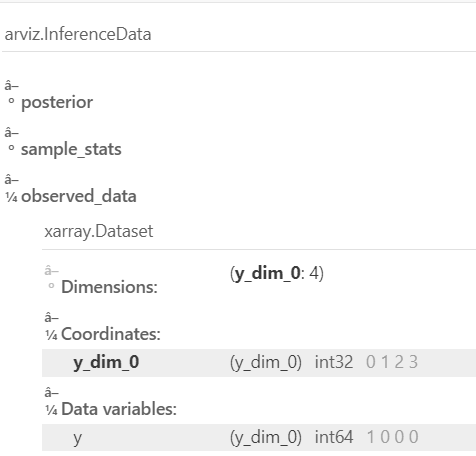 arviz.InferenceData
â–
º posterior
â–
º sample_stats
â–
¼ observed_data
xarray.Dataset
â–
º Dimensions: (y_dim_0: 4)
â–
¼ Coordinates:
y_dim_0 (y_dim_0) int32 0 1 2 3
â–
¼ Data variables:
y (y_dim_0) int64 1 0 0 0